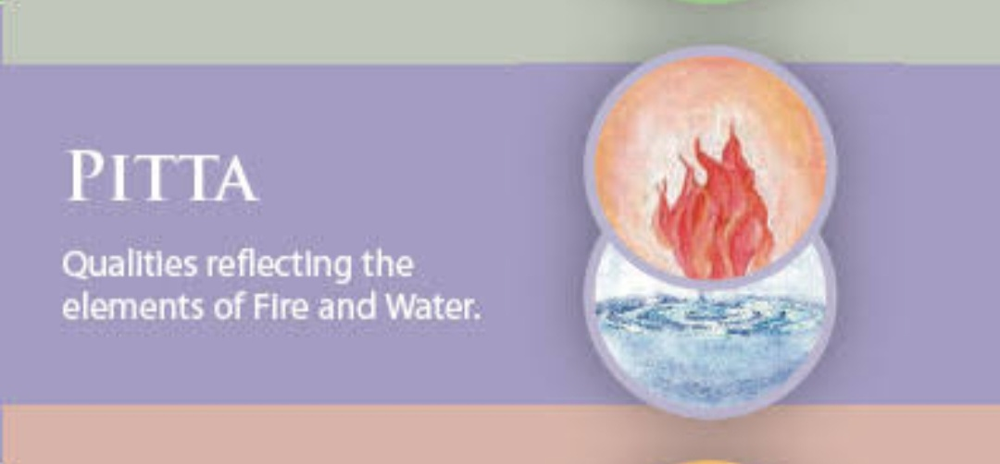 PITTA
Qualities reflecting the
elements of Fire and Water.